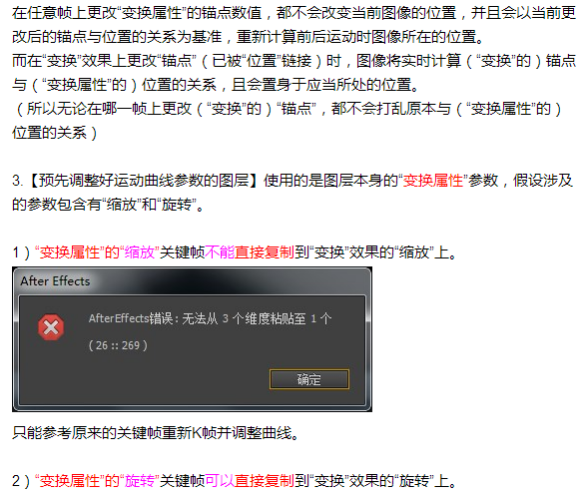 在任意帧上更改“变换属性”的锚点数值，都不会改变当前图像的位置，并且会以当前更
改后的锚点与位置的关系为基准，重新计算前后运动时图像所在的位置。
而在“变换”效果上更改“锚点”（已被“位置”链接）时，图像将实时计算（“变换”的）锚点
与（“变换属性”的）位置的关系，且会置身于应当所处的位置。
（所以无论在哪一帧上更改（“变换”的）“锚点”，都不会打乱原本与（“变换属性”的）
位置的关系）
3.【预先调整好运动曲线参数的图层】使用的是图层本身的“变换属性”参数，假设涉及
的参数包含有“缩放”和“旋转”。
1）“变换属性”的“缩放”关键帧不能直接复制到“变换”效果的“缩放”上。
After Effects
AfterEffects错误：无法从 3 个维度粘贴至 1 个
（26 :: 269）
确定
只能参考原来的关键帧重新K帧并调整曲线。
2）“变换属性”的“旋转”关键帧可以直接复制到“变换”效果的“旋转”上。